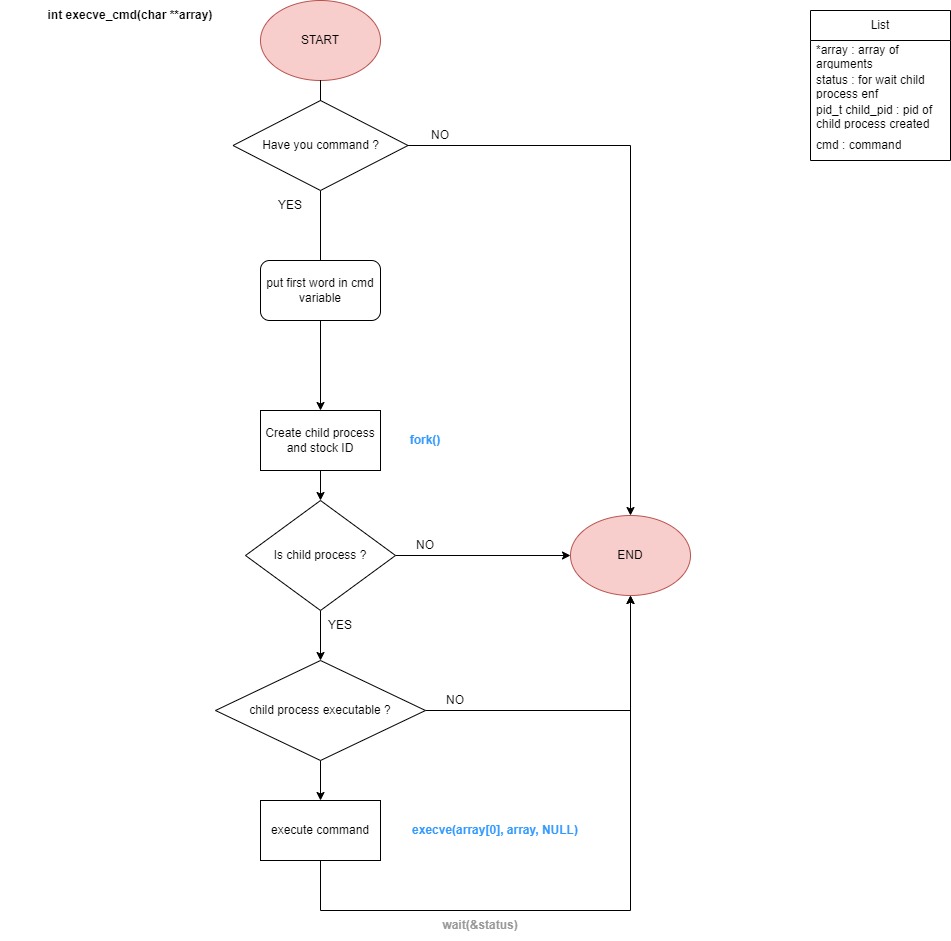 int execve_cmd(char **array)
START
List
*array : array of
arguments
status : for wait child
process enf
pid_t child_pid : pid of
child process created
cmd : command
Have you command ?
NO
YES
put first word in cmd
variable
Create child process
and stock ID
fork()
Is child process ?
NO
END
YES
child process executable ?
NO
execute command
execve(array[0], array, NULL)
wait(&status)